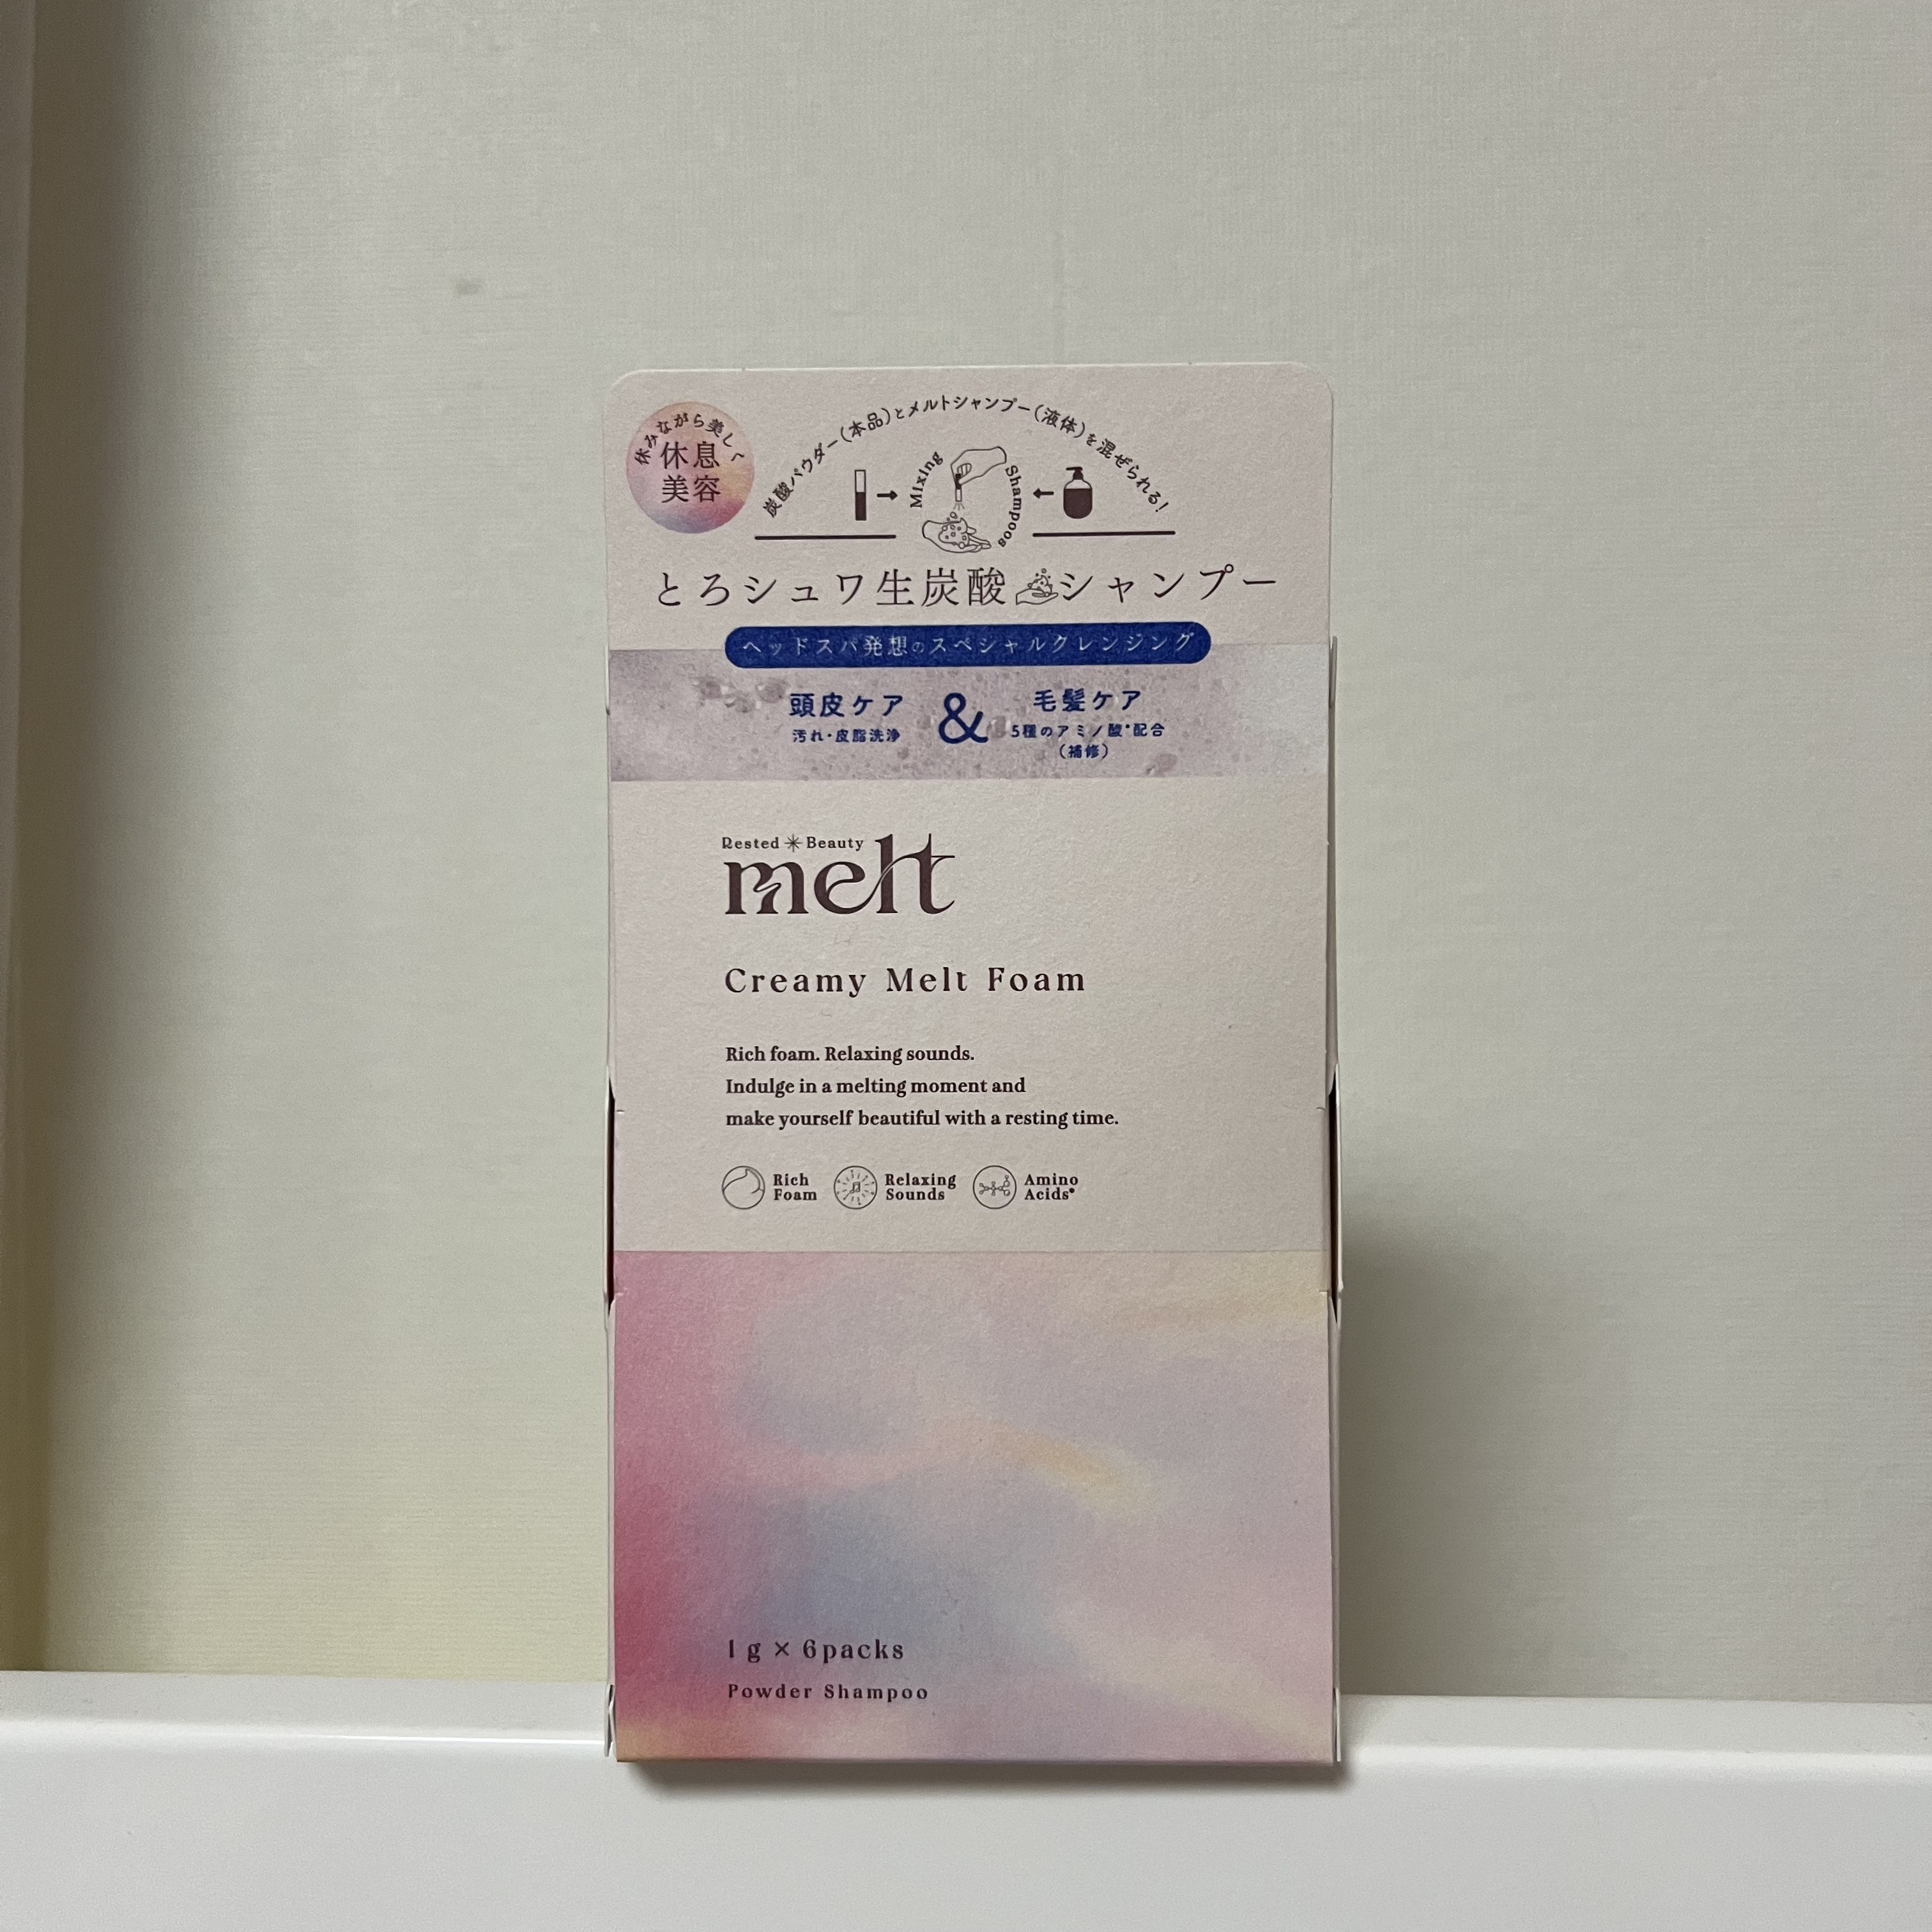 休みながら美しく
休息
美容
炭酸パウダー(本品)とメルトシャンプー(液体)を混ぜられる!
Mixing
Shampoos
とろシュワ生炭酸シャンプー
ヘッドスパ発想のスペシャルクレンジング
頭皮ケア
汚れ・皮脂洗浄
&
毛髪ケア
5種のアミノ酸*配合
(補修)
Rested Beauty
melt
Creamy Melt Foam
Rich foam. Relaxing sounds.
Indulge in a melting moment and
make yourself beautiful with a resting time.
Rich
Foam
Relaxing
Sounds
Amino
Acids*
1 g × 6packs
Powder Shampoo